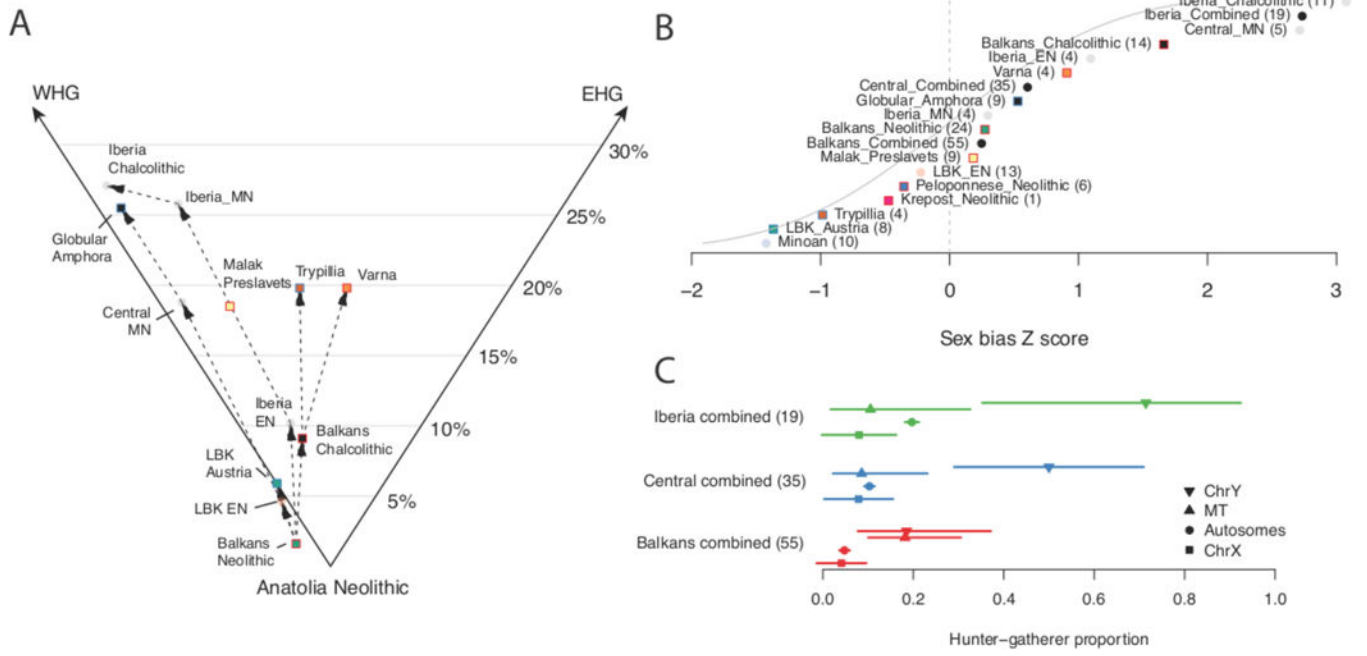 A
WHG
EHG
Iberia
Chalcolithic
30%
Iberia_MN
25%
Globular
Amphora
Malak
Preslavets
Trypillia
Varna
20%
Central
MN
15%
Iberia
EN
Balkans
Chalcolithic
10%
LBK
Austria
5%
LBK EN
Balkans
Neolithic
Anatolia Neolithic
B
Iberia_Chalcolithic (11)
Iberia_Combined (19)
Central_MN (5)
Balkans_Chalcolithic (14)
Iberia_EN (4)
Varna (4)
Central_Combined (35)
Globular_Amphora (9)
Iberia_MN (4)
Balkans_Neolithic (24)
Balkans_Combined (55)
Malak_Preslavets (9)
LBK_EN (13)
Peloponnese_Neolithic (6)
Krepost_Neolithic (1)
Trypillia (4)
LBK_Austria (8)
Minoan (10)
−2 −1 0 1 2 3
Sex bias Z score
C
Iberia combined (19)
Central combined (35)
Balkans combined (55)
ChrY
MT
Autosomes
ChrX
0.0 0.2 0.4 0.6 0.8 1.0
Hunter−gatherer proportion